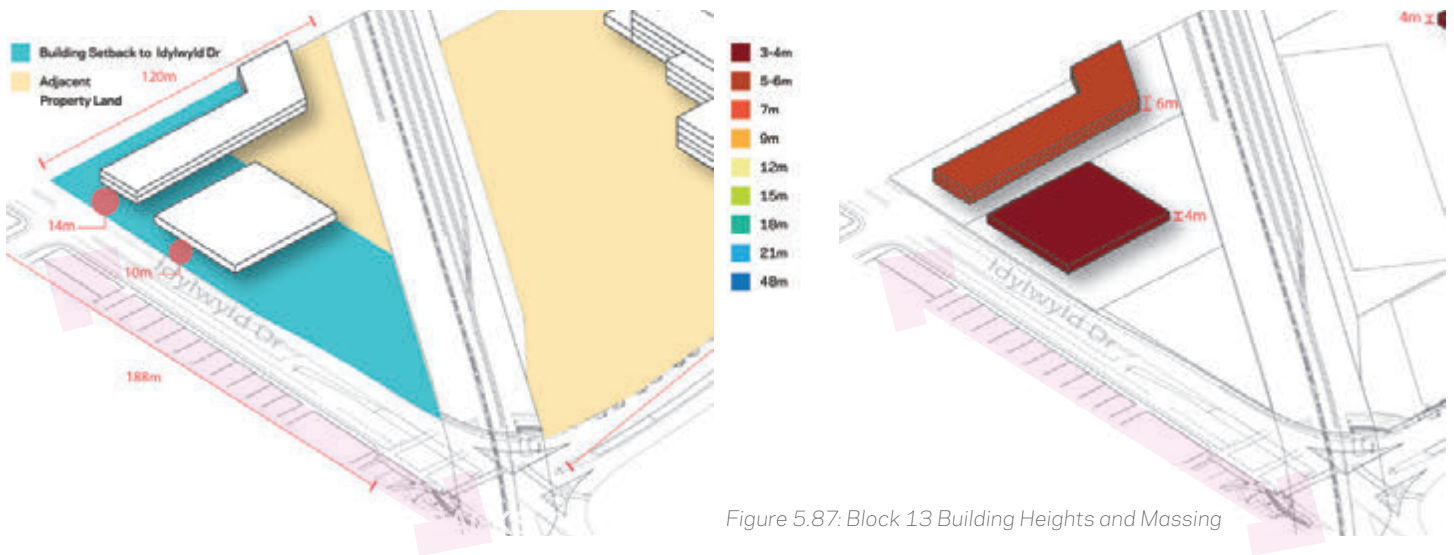 Building Setback to Idylwyld Dr
Adjacent
Property Land
120m
14m
10m
Idylwyld Dr
188m
3-4m
5-6m
7m
9m
12m
15m
18m
21m
48m
4m
6m
4m
Idylwyld Dr
Figure 5.87: Block 13 Building Heights and Massing